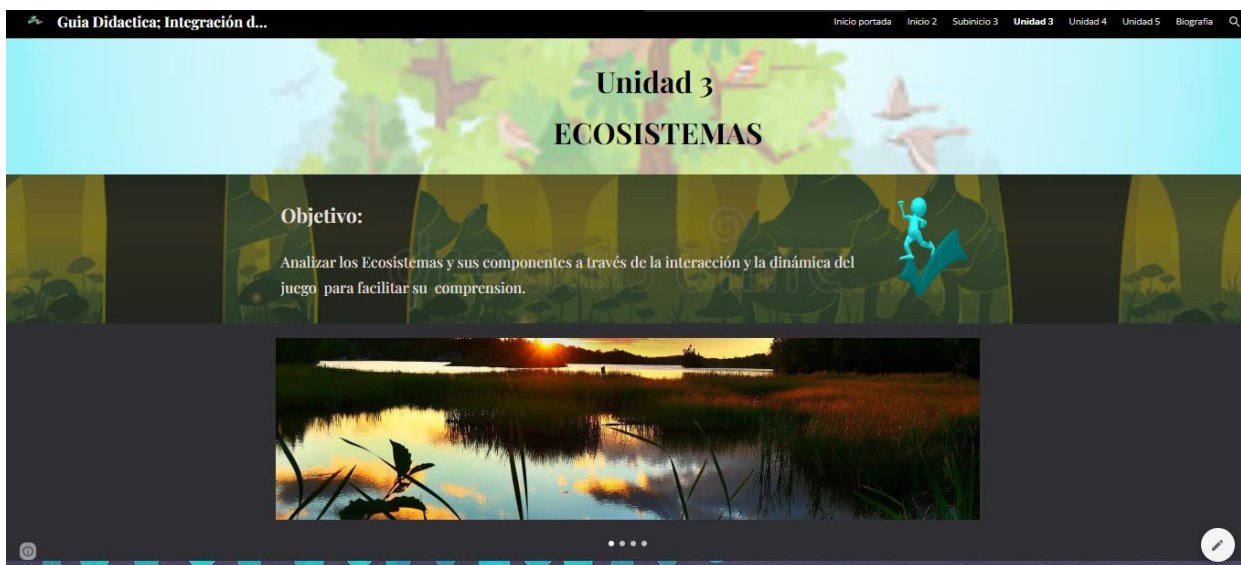 Guia Didactica; Integración d...
Inicio portada Inicio 2 Subinicio 3 Unidad 3 Unidad 4 Unidad 5 Biografia
Unidad 3
ECOSISTEMAS
Objetivo:
Analizar los Ecosistemas y sus componentes a través de la interacción y la dinámica del
juego para facilitar su comprension.